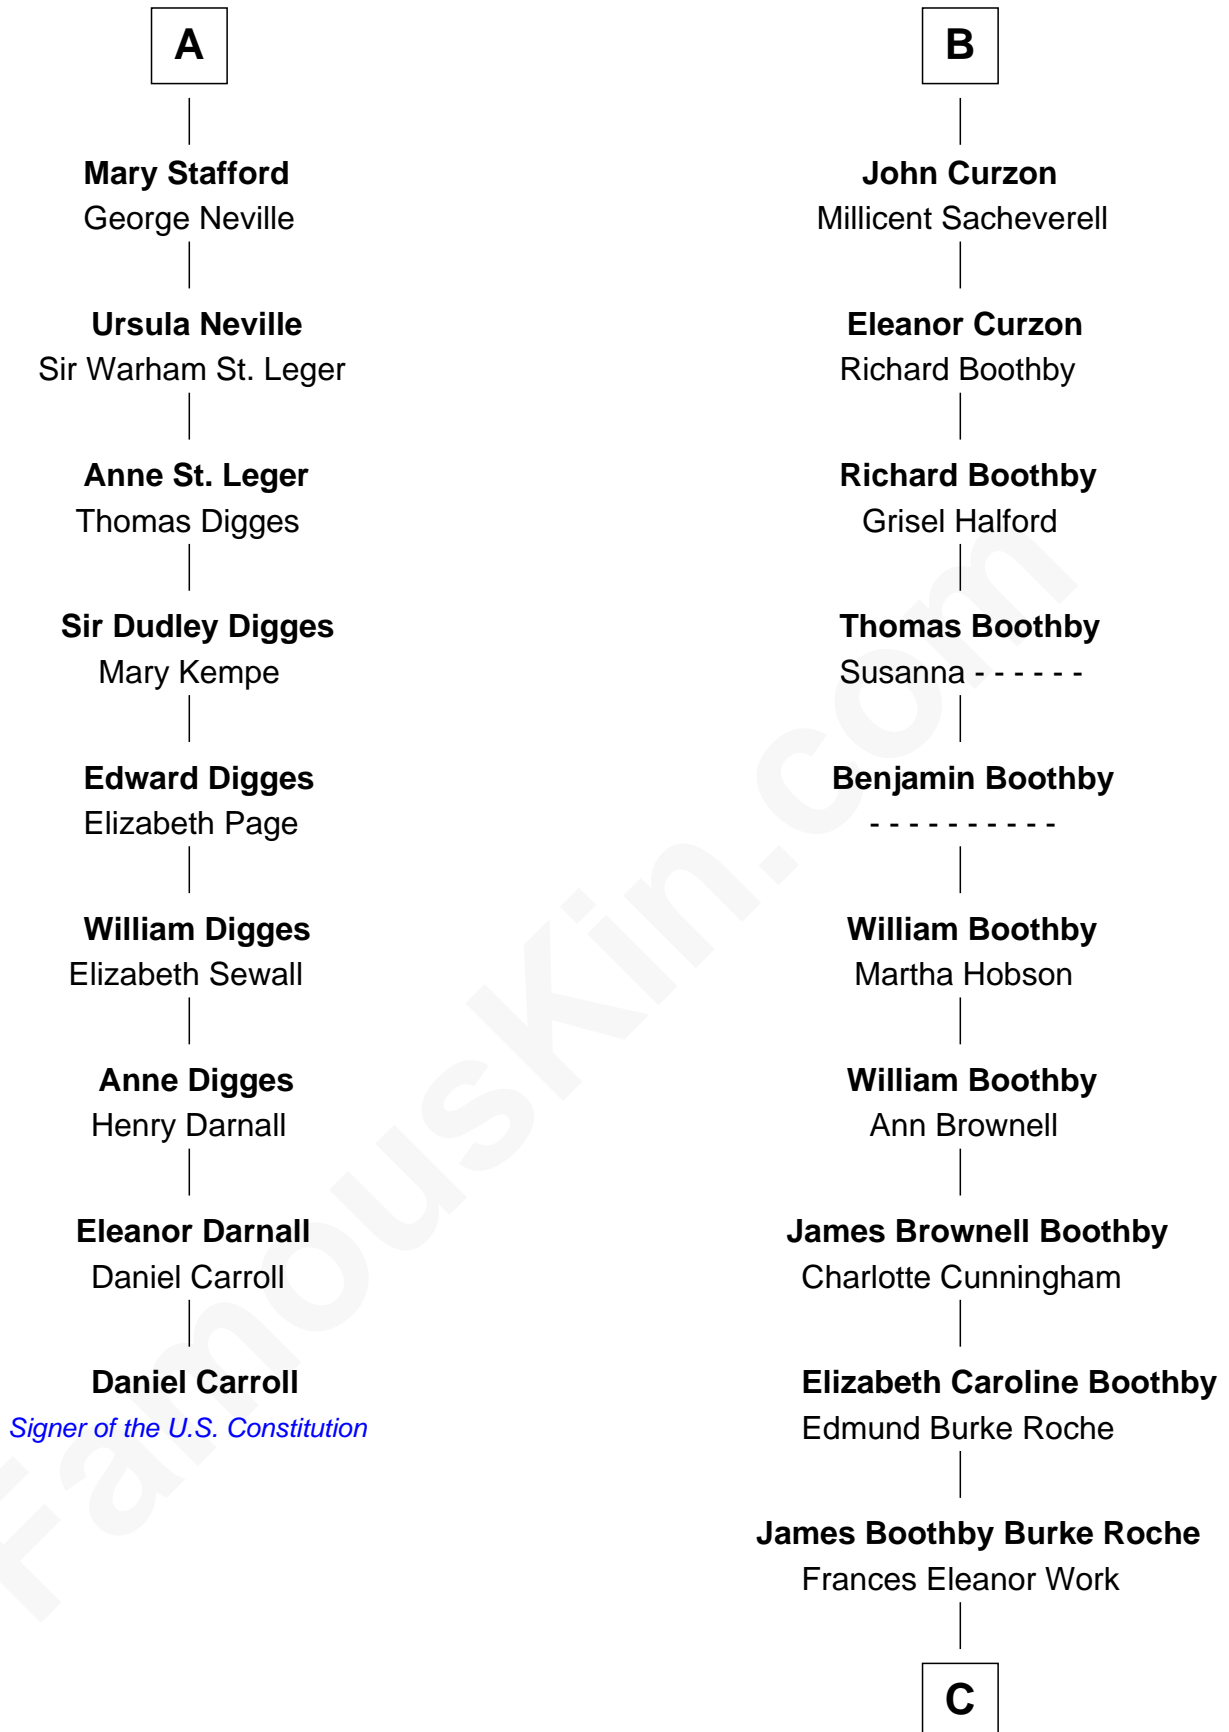 A
Mary Stafford
George Neville
Ursula Neville
Sir Warham St. Leger
Anne St. Leger
Thomas Digges
Sir Dudley Digges
Mary Kempe
Edward Digges
Elizabeth Page
William Digges
Elizabeth Sewall
Anne Digges
Henry Darnall
Eleanor Darnall
Daniel Carroll
Daniel Carroll
Signer of the U.S. Constitution
B
John Curzon
Millicent Sacheverell
Eleanor Curzon
Richard Boothby
Richard Boothby
Grisel Halford
Thomas Boothby
Susanna - - - - - -
Benjamin Boothby
- - - - - - - - - -
William Boothby
Martha Hobson
William Boothby
Ann Brownell
James Brownell Boothby
Charlotte Cunningham
Elizabeth Caroline Boothby
Edmund Burke Roche
James Boothby Burke Roche
Frances Eleanor Work
C
FamousKin.com